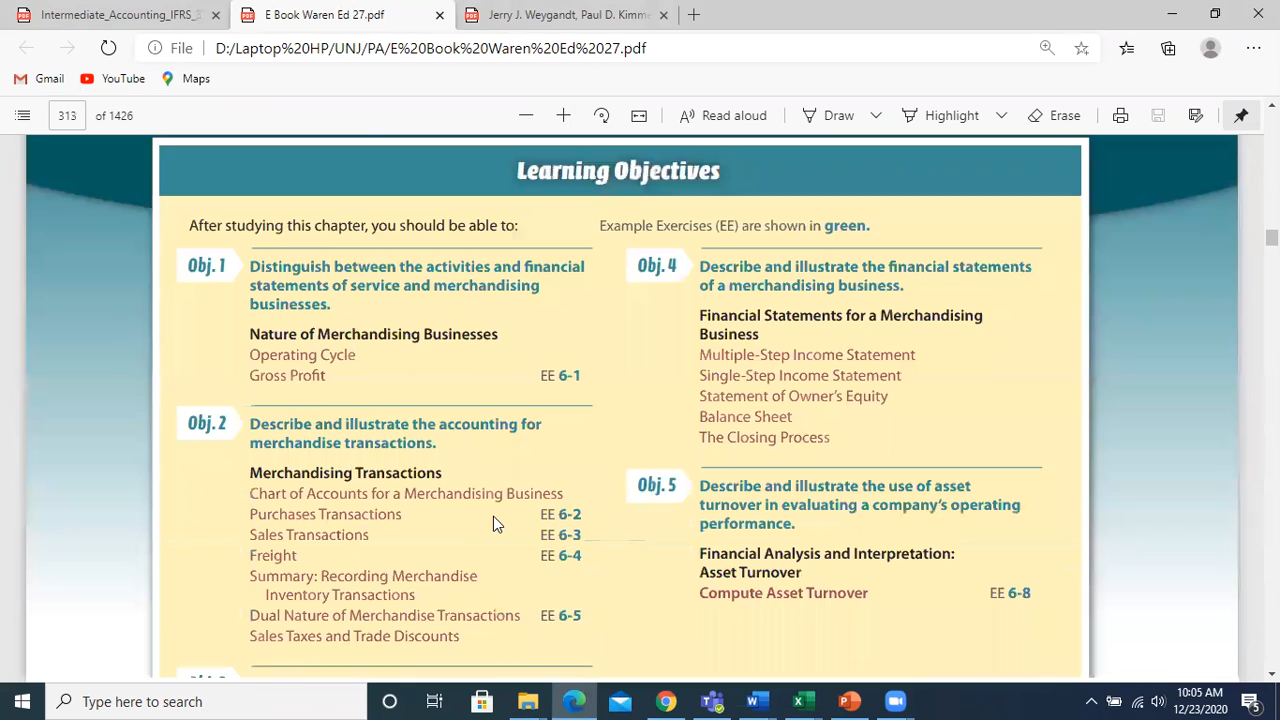 Intermediate_Accounting_IFRS_
E Book Waren Ed 27.pdf
Jerry J. Weygandt, Paul D. Kimme
File
D:/Laptop%20HP/UNJ/PA/E%20Book%20Waren%20Ed%2027.pdf
Gmail
YouTube
Maps
313
of 1426
Read aloud
Draw
Highlight
Erase
Learning Objectives
After studying this chapter, you should be able to:
Example Exercises (EE) are shown in green.
Obj. 1
Distinguish between the activities and financial
statements of service and merchandising
businesses.
Nature of Merchandising Businesses
Operating Cycle
Gross Profit EE 6-1
Obj. 2
Describe and illustrate the accounting for
merchandise transactions.
Merchandising Transactions
Chart of Accounts for a Merchandising Business
Purchases Transactions EE 6-2
Sales Transactions EE 6-3
Freight EE 6-4
Summary: Recording Merchandise
Inventory Transactions
Dual Nature of Merchandise Transactions EE 6-5
Sales Taxes and Trade Discounts
Obj. 4
Describe and illustrate the financial statements
of a merchandising business.
Financial Statements for a Merchandising
Business
Multiple-Step Income Statement
Single-Step Income Statement
Statement of Owner's Equity
Balance Sheet
The Closing Process
Obj. 5
Describe and illustrate the use of asset
turnover in evaluating a company's operating
performance.
Financial Analysis and Interpretation:
Asset Turnover
Compute Asset Turnover EE 6-8
Type here to search
10:05 AM
12/23/2020